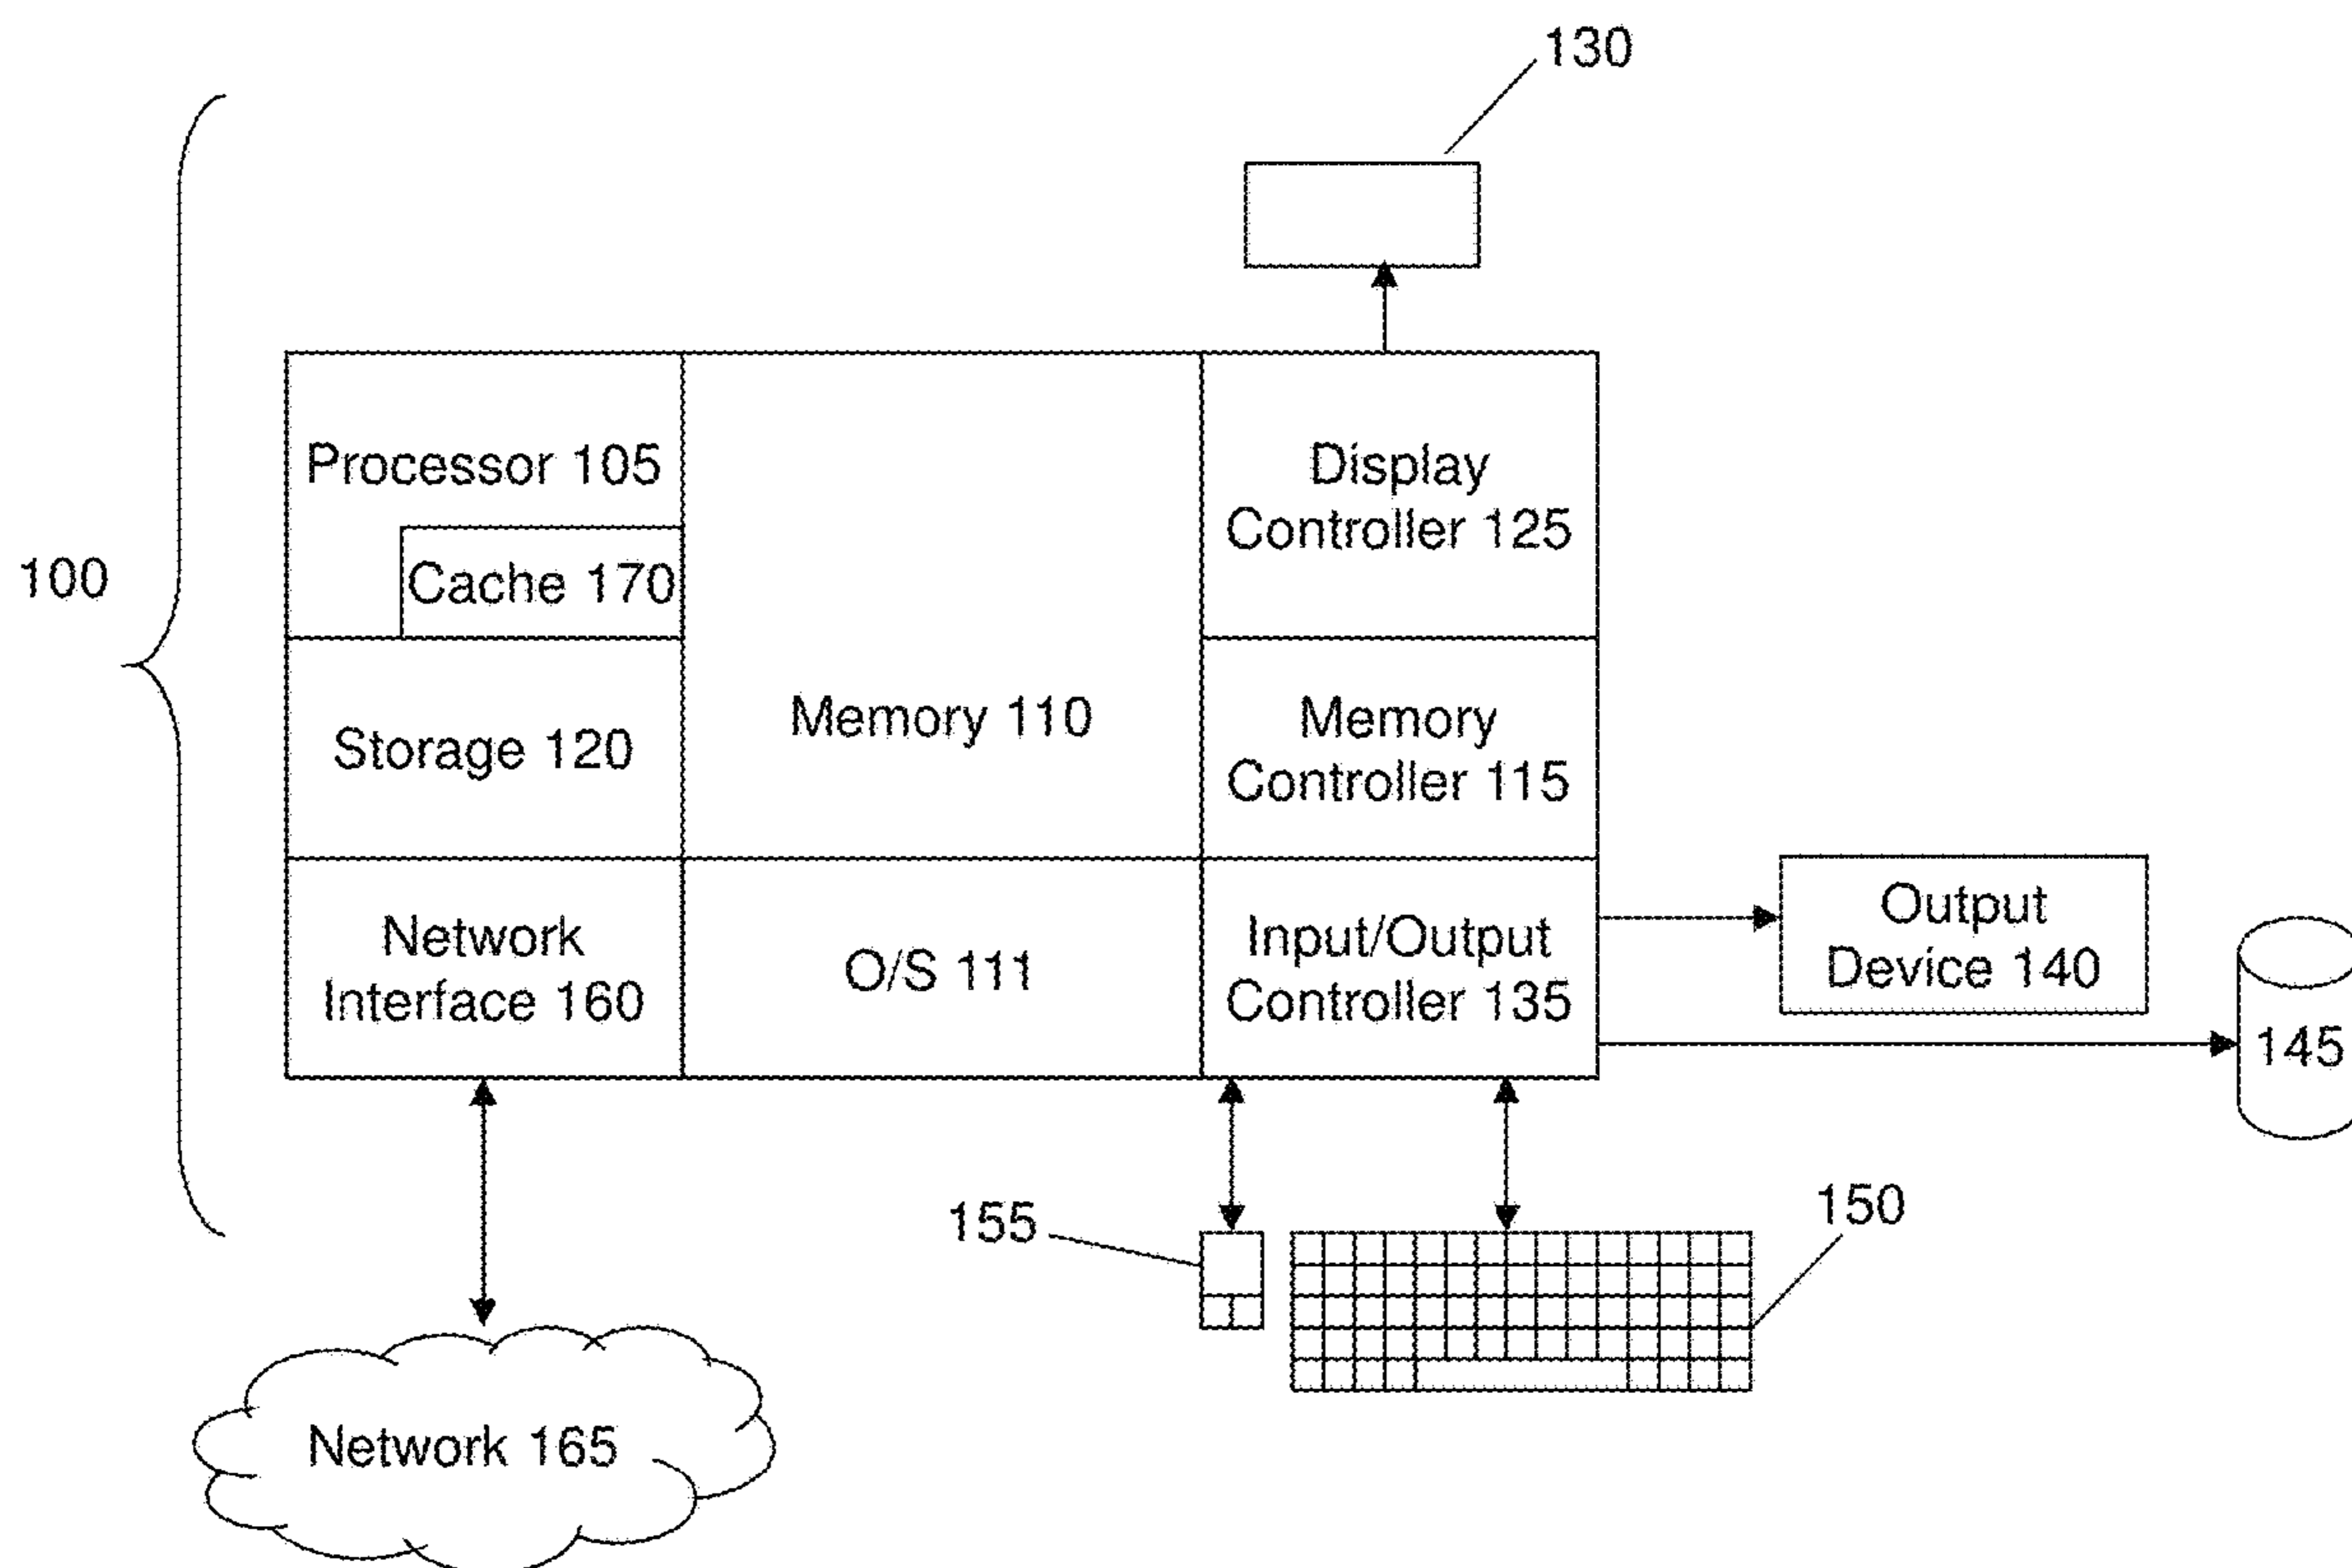 130
100
Processor 105
Cache 170
Storage 120
Network
Interface 160
Memory 110
O/S 111
Display
Controller 125
Memory
Controller 115
Input/Output
Controller 135
Output
Device 140
145
155
150
Network 165